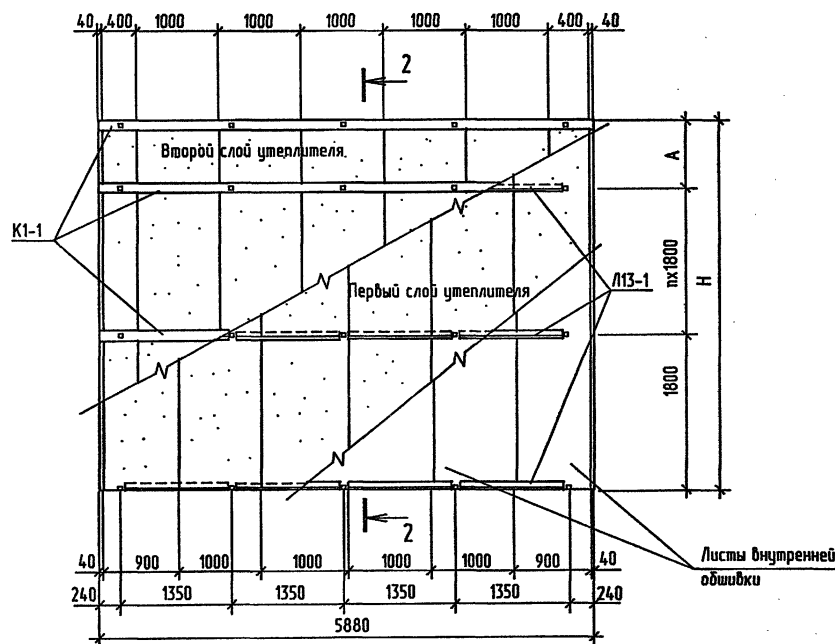 40 400 1000 1000 1000 1000 1000 400 40
2
Второй слой утеплителя.
А
К1-1
Первый слой утеплителя
Л13-1
nx1800
Н
1800
2
Листы внутренней
обшивки
40 900 1000 1000 1000 1000 900 40
240 1350 1350 1350 1350 240
5880